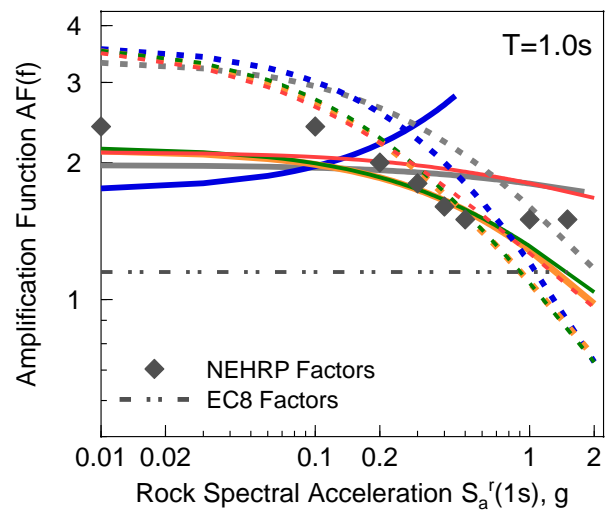 4
T=1.0s
3
2
1
Amplification Function AF(f)
NEHRP Factors
EC8 Factors
0.01 0.02 0.1 0.2 1 2
Rock Spectral Acceleration Sₐʳ(1s), g